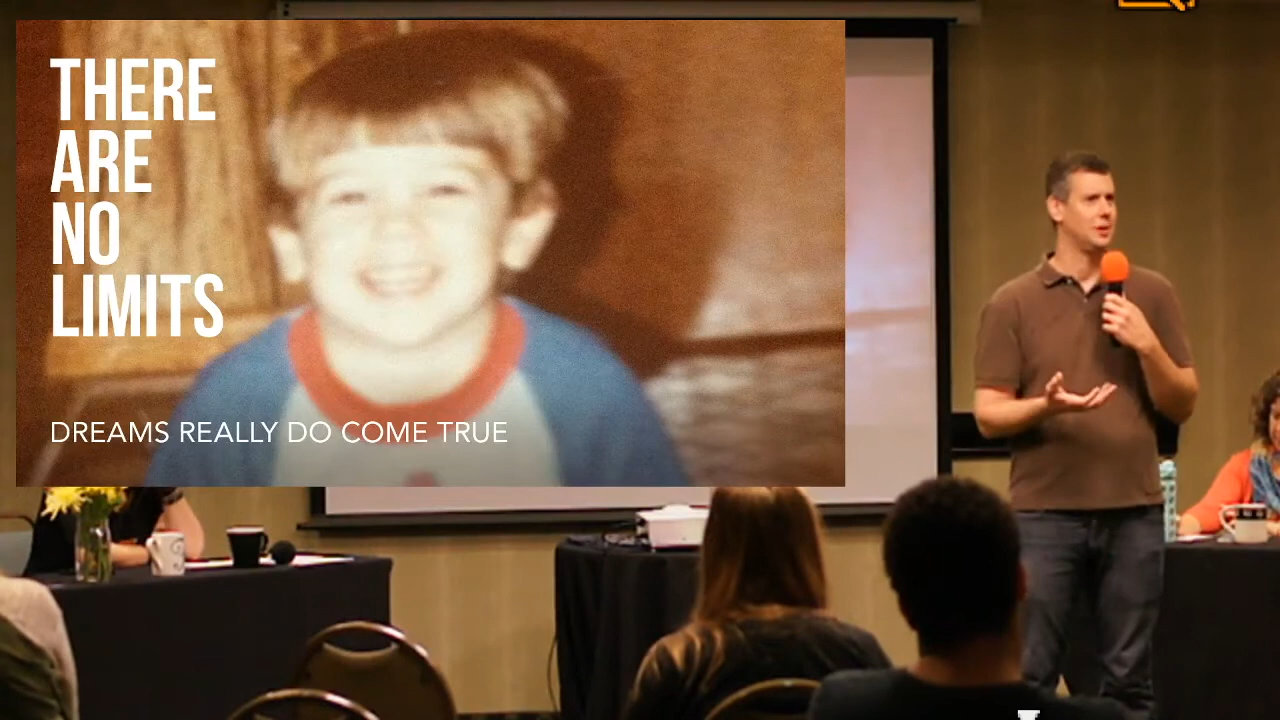 THERE
ARE
NO
LIMITS
DREAMS REALLY DO COME TRUE